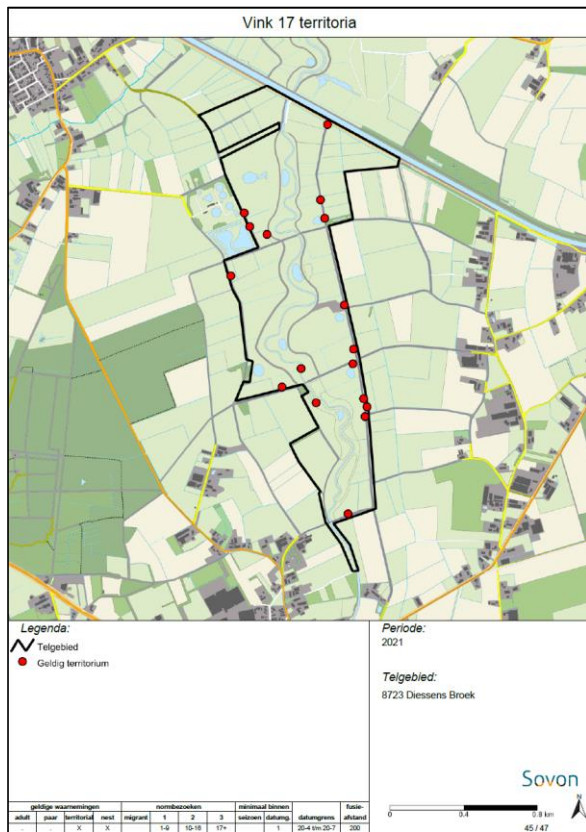 Vink 17 territoria
Legenda:
Telgebied
Geldig territorium
Periode:
2021
Telgebied:
8723 Diessens Broek
Sovon
N
0 0.4 0.8 km
45 / 47
geldige waarnemingen normbezoeken minimaal binnen fusie-
adult paar territoriaal nest migrant 1 2 3 seizoen datumg. datumgrens afstand
. . X X 1-9 10-16 17+ 1 20-4 t/m 20-7 200